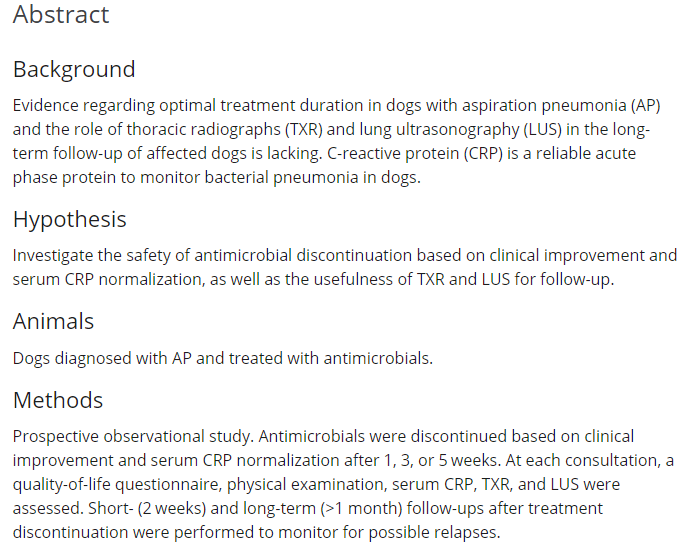 Abstract
Background
Evidence regarding optimal treatment duration in dogs with aspiration pneumonia (AP)
and the role of thoracic radiographs (TXR) and lung ultrasonography (LUS) in the long-
term follow-up of affected dogs is lacking. C-reactive protein (CRP) is a reliable acute
phase protein to monitor bacterial pneumonia in dogs.
Hypothesis
Investigate the safety of antimicrobial discontinuation based on clinical improvement and
serum CRP normalization, as well as the usefulness of TXR and LUS for follow-up.
Animals
Dogs diagnosed with AP and treated with antimicrobials.
Methods
Prospective observational study. Antimicrobials were discontinued based on clinical
improvement and serum CRP normalization after 1, 3, or 5 weeks. At each consultation, a
quality-of-life questionnaire, physical examination, serum CRP, TXR, and LUS were
assessed. Short- (2 weeks) and long-term (>1 month) follow-ups after treatment
discontinuation were performed to monitor for possible relapses.